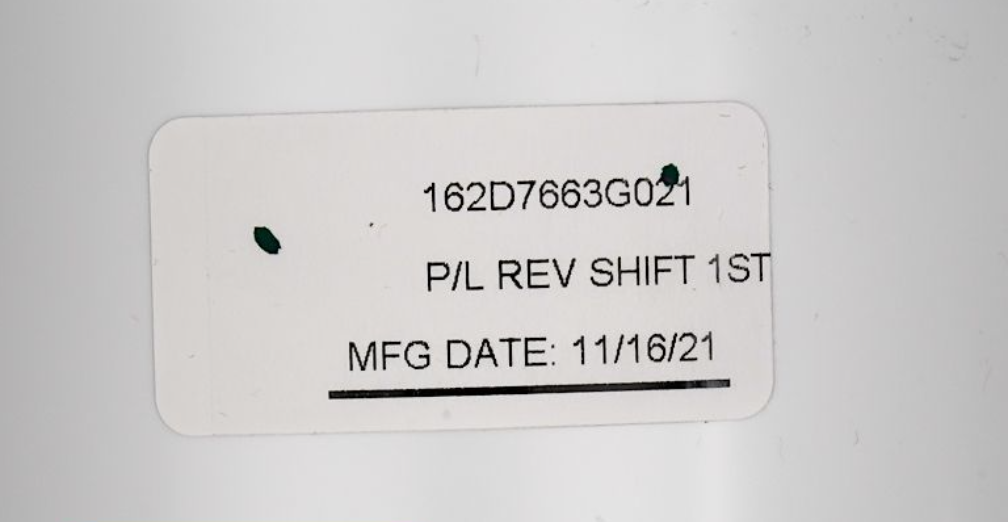 162D7663G021
P/L REV SHIFT 1ST
MFG DATE: 11/16/21